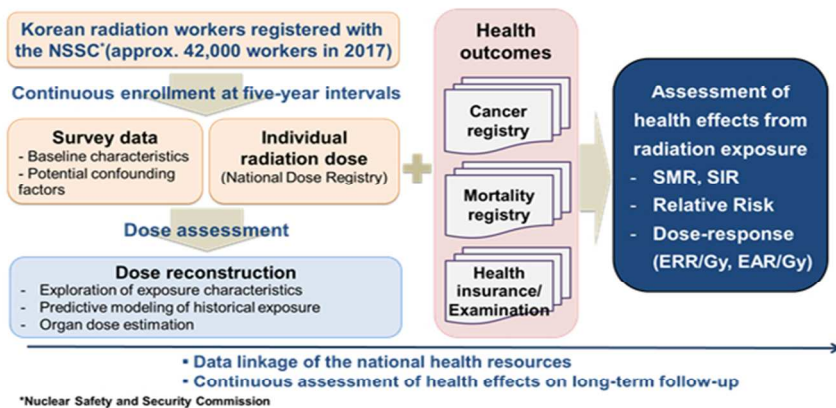 Korean radiation workers registered with
the NSSC*(approx. 42,000 workers in 2017)
Continuous enrollment at five-year intervals
Survey data
- Baseline characteristics
- Potential confounding
factors
Individual
radiation dose
(National Dose Registry)
Dose assessment
Dose reconstruction
- Exploration of exposure characteristics
- Predictive modeling of historical exposure
- Organ dose estimation
+
Health
outcomes
Cancer
registry
Mortality
registry
Health
insurance/
Examination
Assessment of
health effects from
radiation exposure
- SMR, SIR
- Relative Risk
- Dose-response
(ERR/Gy, EAR/Gy)
▪ Data linkage of the national health resources
▪ Continuous assessment of health effects on long-term follow-up
*Nuclear Safety and Security Commission